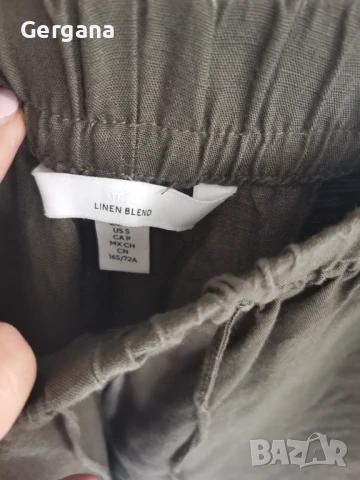 Gergana
LINEN BLEND
US S
CA P
MX CH
CN
165/72A
BAZAR